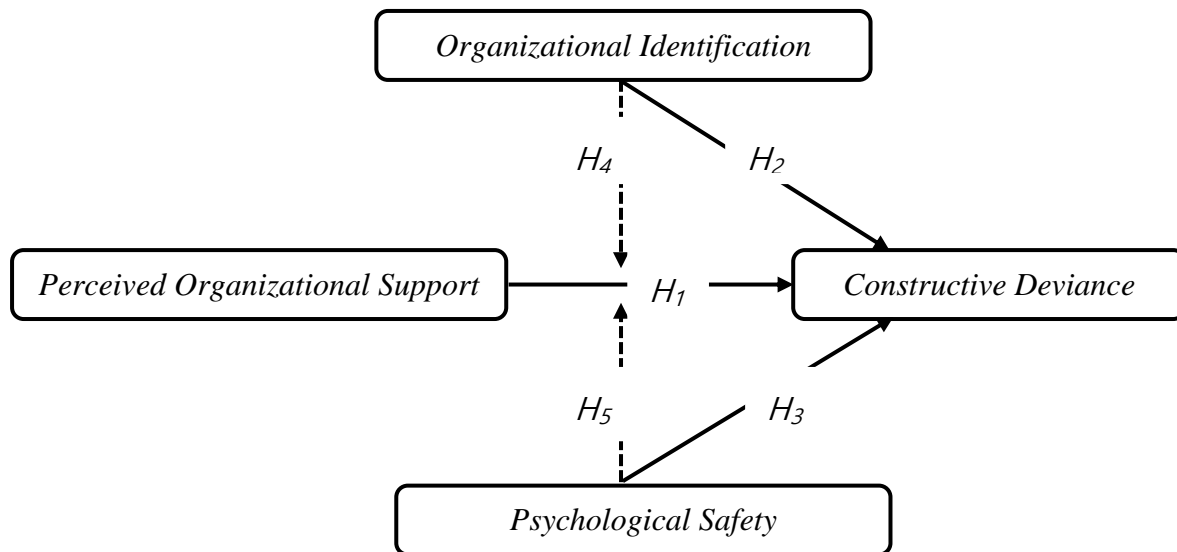 Organizational Identification
H₄
H₂
Perceived Organizational Support
H₁
Constructive Deviance
H₅
H₃
Psychological Safety